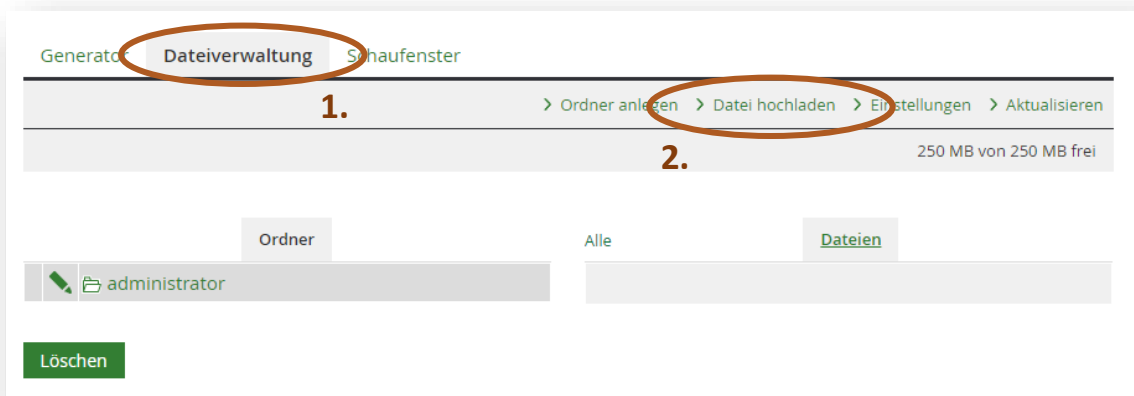 Generator Dateiverwaltung Schaufenster
1.
> Ordner anlegen > Datei hochladen > Einstellungen > Aktualisieren
2.
250 MB von 250 MB frei
Ordner
Alle Dateien
administrator
Löschen